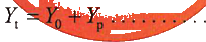 Yt = Y0 + Yp . . . . . . . . . .